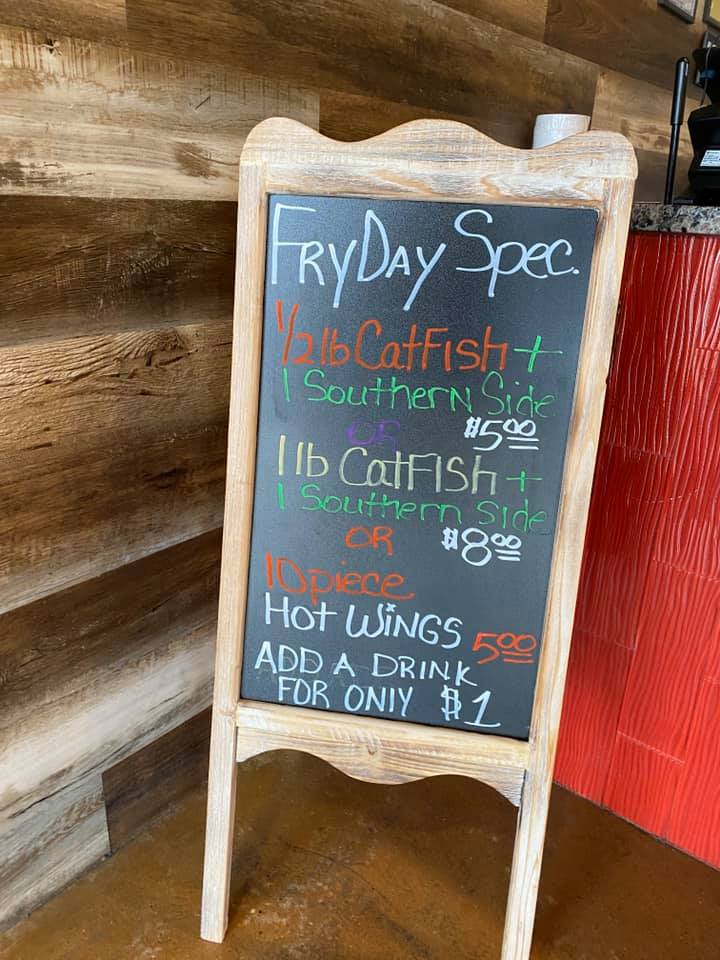 FRYDAY Spec.
1/2 lb CatFISH +
1 SoutherN Side
OR $5.00
1 lb CatFISH +
1 Southern Side
OR $8.00
10 piece
HOT WiNGS 5.00
ADD A DRINK
FOR ONlY $1